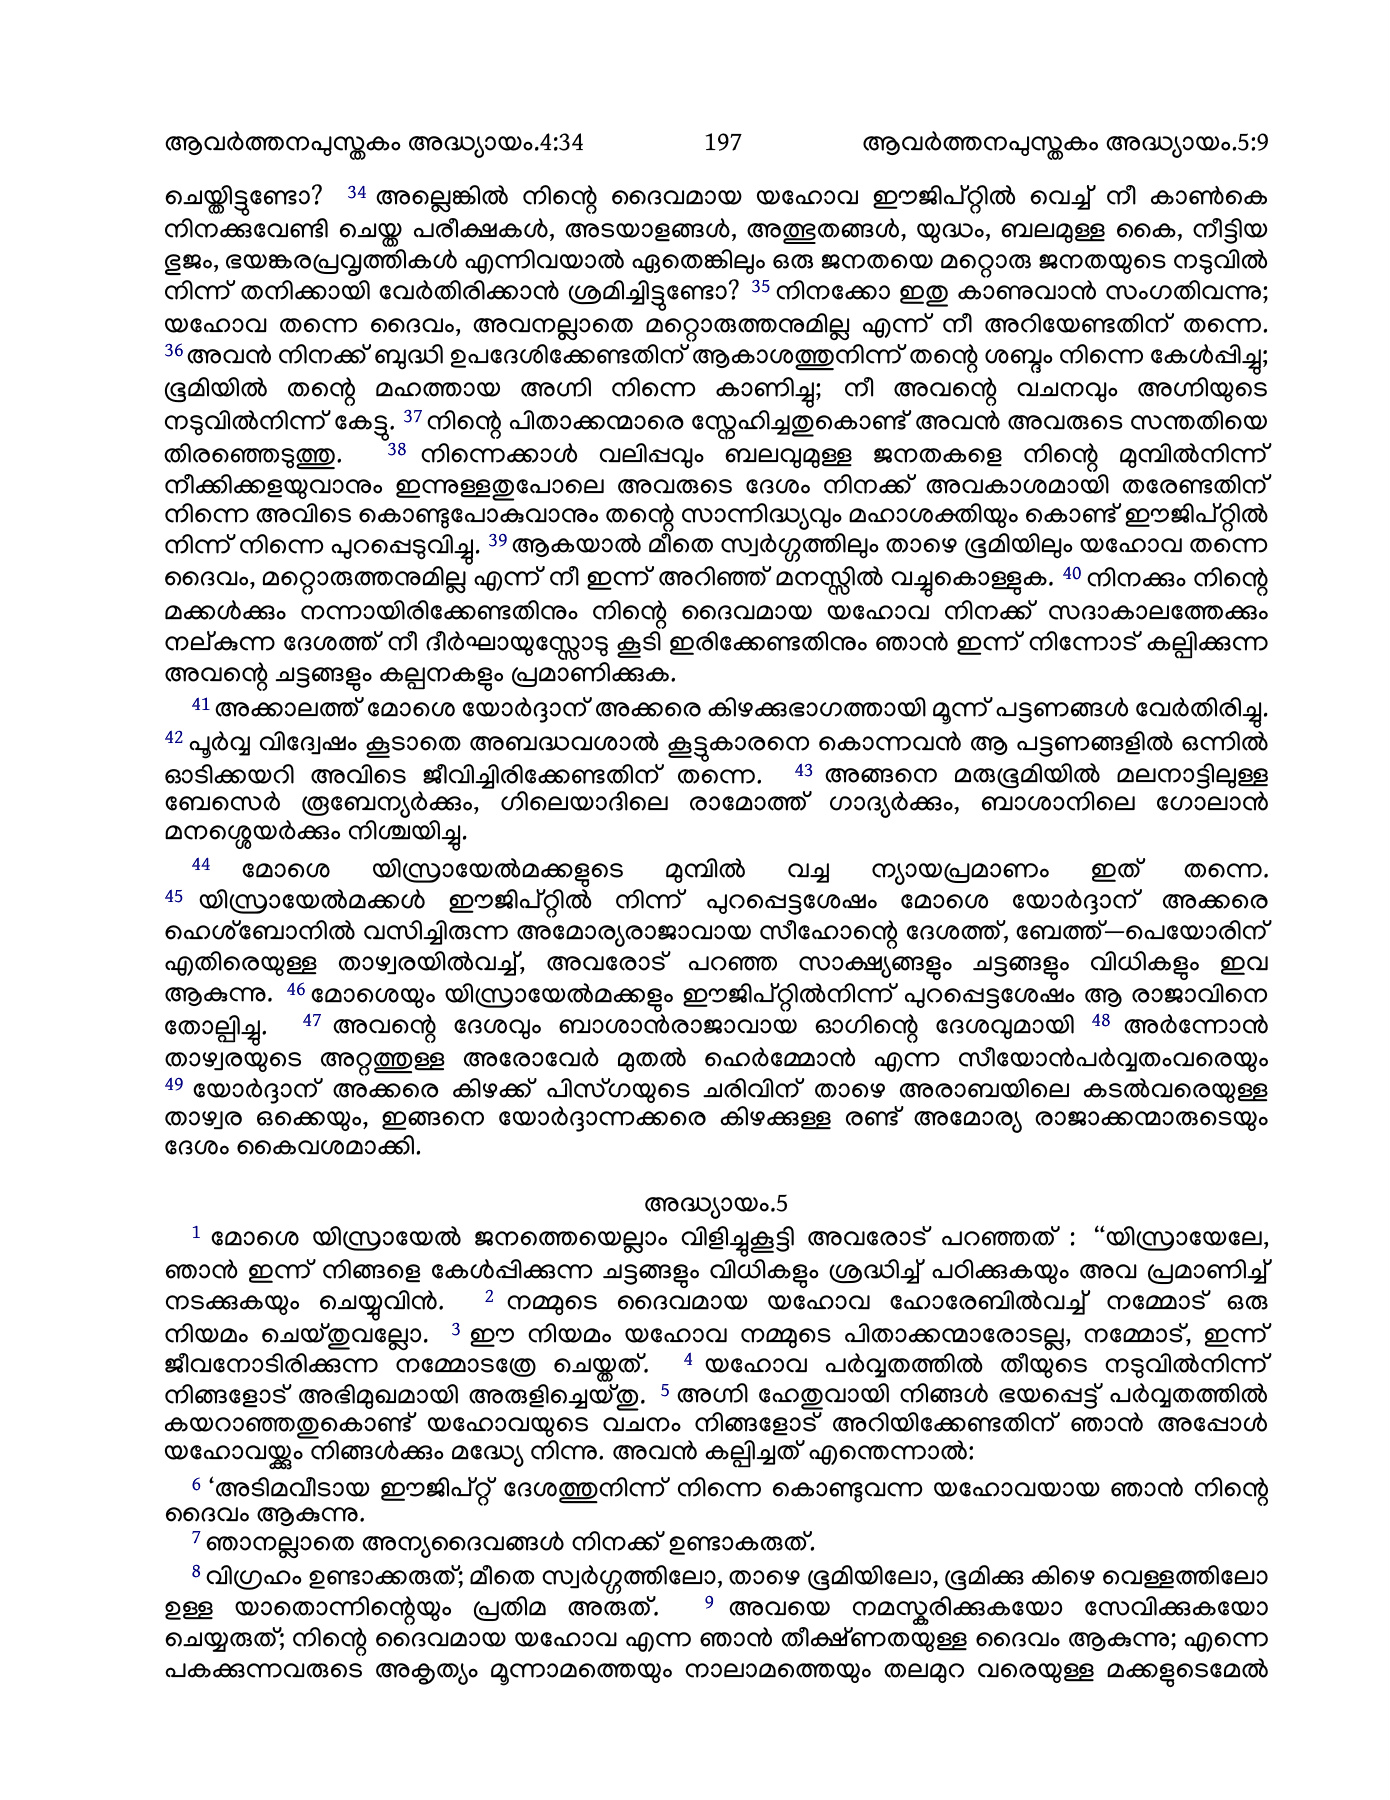 ആവർത്തനപുസ്തകം അദ്ധ്യായം.4:34 197 ആവർത്തനപുസ്തകം അദ്ധ്യായം.5:9
ചെയ്തിട്ടുണ്ടോ? 34 അല്ലെങ്കിൽ നിന്റെ ദൈവമായ യഹോവ ഈജിപ്റ്റിൽ വെച്ച് നീ കാൺകെ
നിനക്കുവേണ്ടി ചെയ്ത പരീക്ഷകൾ, അടയാളങ്ങൾ, അത്ഭുതങ്ങൾ, യുദ്ധം, ബലമുള്ള കൈ, നീട്ടിയ
ഭുജം, ഭയങ്കരപ്രവൃത്തികൾ എന്നിവയാൽ ഏതെങ്കിലും ഒരു ജനതയെ മറ്റൊരു ജനതയുടെ നടുവിൽ
നിന്ന് തനിക്കായി വേർതിരിക്കാൻ ശ്രമിച്ചിട്ടുണ്ടോ? 35 നിനക്കോ ഇതു കാണുവാൻ സംഗതിവന്നു;
യഹോവ തന്നെ ദൈവം, അവനല്ലാതെ മറ്റൊരുത്തനുമില്ല എന്ന് നീ അറിയേണ്ടതിന് തന്നെ.
36 അവൻ നിനക്ക് ബുദ്ധി ഉപദേശിക്കേണ്ടതിന് ആകാശത്തുനിന്ന് തന്റെ ശബ്ദം നിന്നെ കേൾപ്പിച്ചു;
ഭൂമിയിൽ തന്റെ മഹത്തായ അഗ്നി നിന്നെ കാണിച്ചു; നീ അവന്റെ വചനവും അഗ്നിയുടെ
നടുവിൽനിന്ന് കേട്ടു. 37 നിന്റെ പിതാക്കന്മാരെ സ്നേഹിച്ചതുകൊണ്ട് അവൻ അവരുടെ സന്തതിയെ
തിരഞ്ഞെടുത്തു. 38 നിന്നെക്കാൾ വലിപ്പവും ബലവുമുള്ള ജനതകളെ നിന്റെ മുമ്പിൽനിന്ന്
നീക്കിക്കളയുവാനും ഇന്നുള്ളതുപോലെ അവരുടെ ദേശം നിനക്ക് അവകാശമായി തരേണ്ടതിന്
നിന്നെ അവിടെ കൊണ്ടുപോകുവാനും തന്റെ സാന്നിദ്ധ്യവും മഹാശക്തിയും കൊണ്ട് ഈജിപ്റ്റിൽ
നിന്ന് നിന്നെ പുറപ്പെടുവിച്ചു. 39 ആകയാൽ മീതെ സ്വർഗ്ഗത്തിലും താഴെ ഭൂമിയിലും യഹോവ തന്നെ
ദൈവം, മറ്റൊരുത്തനുമില്ല എന്ന് നീ ഇന്ന് അറിഞ്ഞ് മനസ്സിൽ വച്ചുകൊള്ളുക. 40 നിനക്കും നിന്റെ
മക്കൾക്കും നന്നായിരിക്കേണ്ടതിനും നിന്റെ ദൈവമായ യഹോവ നിനക്ക് സദാകാലത്തേക്കും
നല്കുന്ന ദേശത്ത് നീ ദീർഘായുസ്സോടു കൂടി ഇരിക്കേണ്ടതിനും ഞാൻ ഇന്ന് നിന്നോട് കല്പിക്കുന്ന
അവന്റെ ചട്ടങ്ങളും കല്പനകളും പ്രമാണിക്കുക.
41 അക്കാലത്ത് മോശെ യോർദ്ദാന് അക്കരെ കിഴക്കുഭാഗത്തായി മൂന്ന് പട്ടണങ്ങൾ വേർതിരിച്ചു.
42 പൂർവ്വ വിദ്വേഷം കൂടാതെ അബദ്ധവശാൽ കൂട്ടുകാരനെ കൊന്നവൻ ആ പട്ടണങ്ങളിൽ ഒന്നിൽ
ഓടിക്കയറി അവിടെ ജീവിച്ചിരിക്കേണ്ടതിന് തന്നെ. 43 അങ്ങനെ മരുഭൂമിയിൽ മലനാട്ടിലുള്ള
ബേസെർ രൂബേന്യർക്കും, ഗിലെയാദിലെ രാമോത്ത് ഗാദ്യർക്കും, ബാശാനിലെ ഗോലാൻ
മനശ്ശെയർക്കും നിശ്ചയിച്ചു.
44 മോശെ യിസ്രായേൽമക്കളുടെ മുമ്പിൽ വച്ച ന്യായപ്രമാണം ഇത് തന്നെ.
45 യിസ്രായേൽമക്കൾ ഈജിപ്റ്റിൽ നിന്ന് പുറപ്പെട്ടശേഷം മോശെ യോർദ്ദാന് അക്കരെ
ഹെശ്ബോനിൽ വസിച്ചിരുന്ന അമോര്യരാജാവായ സീഹോന്റെ ദേശത്ത്, ബേത്ത്—പെയോരിന്
എതിരെയുള്ള താഴ്വരയിൽവച്ച്, അവരോട് പറഞ്ഞ സാക്ഷ്യങ്ങളും ചട്ടങ്ങളും വിധികളും ഇവ
ആകുന്നു. 46 മോശെയും യിസ്രായേൽമക്കളും ഈജിപ്റ്റിൽനിന്ന് പുറപ്പെട്ടശേഷം ആ രാജാവിനെ
തോല്പിച്ചു. 47 അവന്റെ ദേശവും ബാശാൻരാജാവായ ഓഗിന്റെ ദേശവുമായി 48 അർന്നോൻ
താഴ്വരയുടെ അറ്റത്തുള്ള അരോവേർ മുതൽ ഹെർമ്മോൻ എന്ന സീയോൻപർവ്വതംവരെയും
49 യോർദ്ദാന് അക്കരെ കിഴക്ക് പിസ്ഗയുടെ ചരിവിന് താഴെ അരാബയിലെ കടൽവരെയുള്ള
താഴ്വര ഒക്കെയും, ഇങ്ങനെ യോർദ്ദാന്നക്കരെ കിഴക്കുള്ള രണ്ട് അമോര്യ രാജാക്കന്മാരുടെയും
ദേശം കൈവശമാക്കി.
അദ്ധ്യായം.5
1 മോശെ യിസ്രായേൽ ജനത്തെയെല്ലാം വിളിച്ചുകൂട്ടി അവരോട് പറഞ്ഞത് : “യിസ്രായേലേ,
ഞാൻ ഇന്ന് നിങ്ങളെ കേൾപ്പിക്കുന്ന ചട്ടങ്ങളും വിധികളും ശ്രദ്ധിച്ച് പഠിക്കുകയും അവ പ്രമാണിച്ച്
നടക്കുകയും ചെയ്യുവിൻ. 2 നമ്മുടെ ദൈവമായ യഹോവ ഹോരേബിൽവച്ച് നമ്മോട് ഒരു
നിയമം ചെയ്തുവല്ലോ. 3 ഈ നിയമം യഹോവ നമ്മുടെ പിതാക്കന്മാരോടല്ല, നമ്മോട്, ഇന്ന്
ജീവനോടിരിക്കുന്ന നമ്മോടത്രേ ചെയ്തത്. 4 യഹോവ പർവ്വതത്തിൽ തീയുടെ നടുവിൽനിന്ന്
നിങ്ങളോട് അഭിമുഖമായി അരുളിച്ചെയ്തു. 5 അഗ്നി ഹേതുവായി നിങ്ങൾ ഭയപ്പെട്ട് പർവ്വതത്തിൽ
കയറാഞ്ഞതുകൊണ്ട് യഹോവയുടെ വചനം നിങ്ങളോട് അറിയിക്കേണ്ടതിന് ഞാൻ അപ്പോൾ
യഹോവയ്ക്കും നിങ്ങൾക്കും മദ്ധ്യേ നിന്നു. അവൻ കല്പിച്ചത് എന്തെന്നാൽ:
6 ‘അടിമവീടായ ഈജിപ്റ്റ് ദേശത്തുനിന്ന് നിന്നെ കൊണ്ടുവന്ന യഹോവയായ ഞാൻ നിന്റെ
ദൈവം ആകുന്നു.
7 ഞാനല്ലാതെ അന്യദൈവങ്ങൾ നിനക്ക് ഉണ്ടാകരുത്.
8 വിഗ്രഹം ഉണ്ടാക്കരുത്; മീതെ സ്വർഗ്ഗത്തിലോ, താഴെ ഭൂമിയിലോ, ഭൂമിക്കു കിഴെ വെള്ളത്തിലോ
ഉള്ള യാതൊന്നിന്റെയും പ്രതിമ അരുത്. 9 അവയെ നമസ്കരിക്കുകയോ സേവിക്കുകയോ
ചെയ്യരുത്; നിന്റെ ദൈവമായ യഹോവ എന്ന ഞാൻ തീക്ഷ്ണതയുള്ള ദൈവം ആകുന്നു; എന്നെ
പകക്കുന്നവരുടെ അകൃത്യം മൂന്നാമത്തെയും നാലാമത്തെയും തലമുറ വരെയുള്ള മക്കളുടെമേൽ